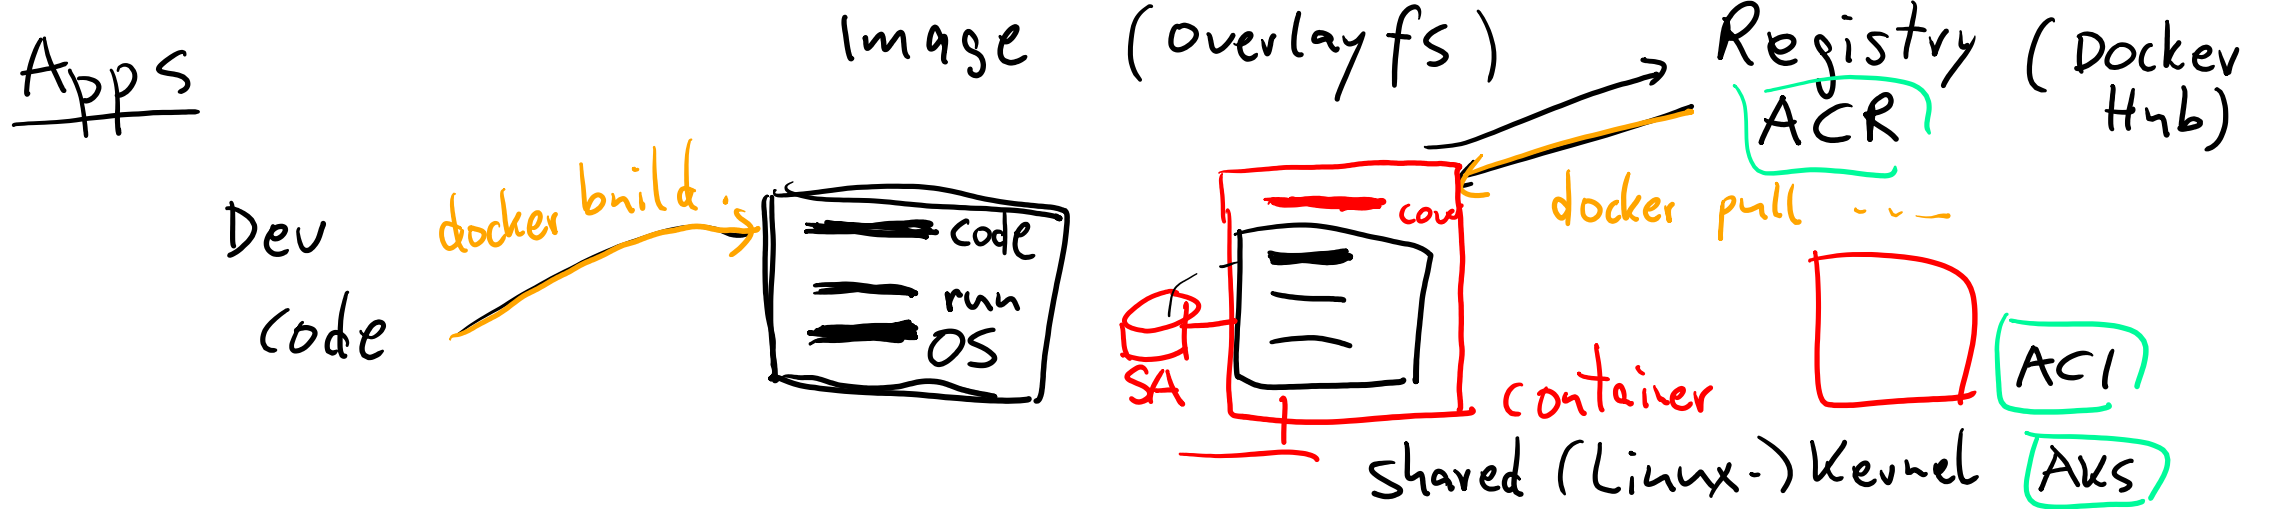 Apps
Image (overlay fs)
Registry (Docker Hub)
ACR
Dev
Code
docker build ..
code
run
OS
cow
docker pull ... —
SA
container
ACI
shared (Linux-) Kernel
AKS